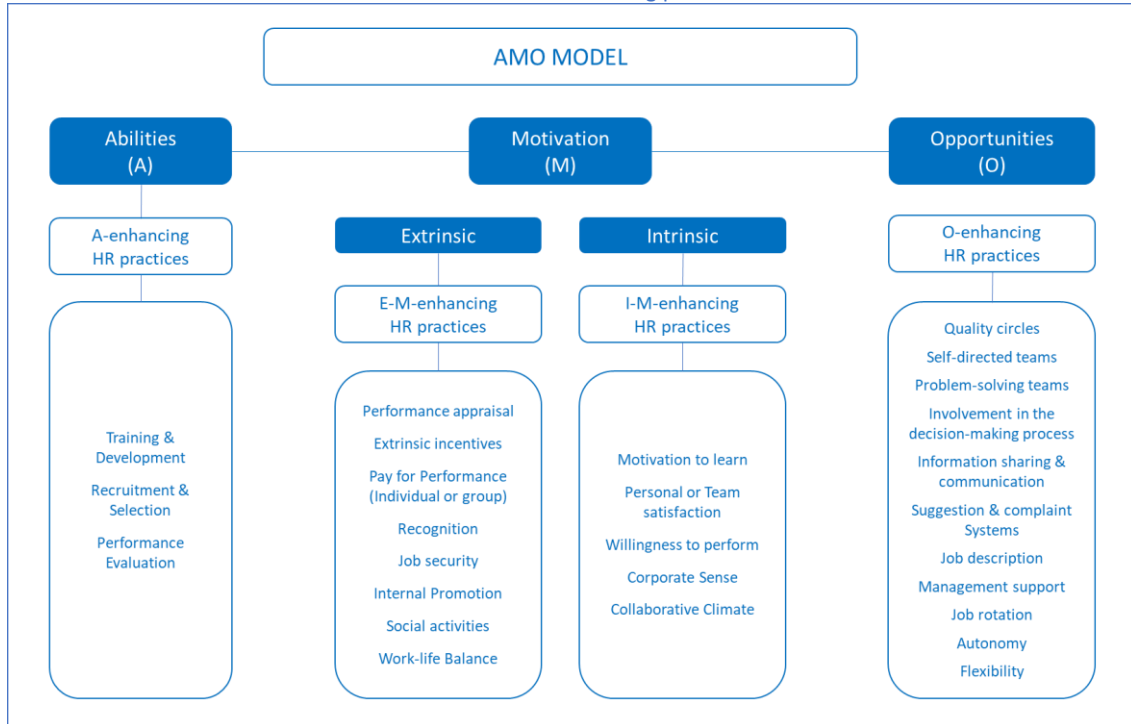 AMO MODEL
Abilities
(A)
Motivation
(M)
Opportunities
(O)
A-enhancing
HR practices
Extrinsic
Intrinsic
O-enhancing
HR practices
E-M-enhancing
HR practices
I-M-enhancing
HR practices
Training &
Development
Recruitment &
Selection
Performance
Evaluation
Performance appraisal
Extrinsic incentives
Pay for Performance
(Individual or group)
Recognition
Job security
Internal Promotion
Social activities
Work-life Balance
Motivation to learn
Personal or Team
satisfaction
Willingness to perform
Corporate Sense
Collaborative Climate
Quality circles
Self-directed teams
Problem-solving teams
Involvement in the
decision-making process
Information sharing &
communication
Suggestion & complaint
Systems
Job description
Management support
Job rotation
Autonomy
Flexibility